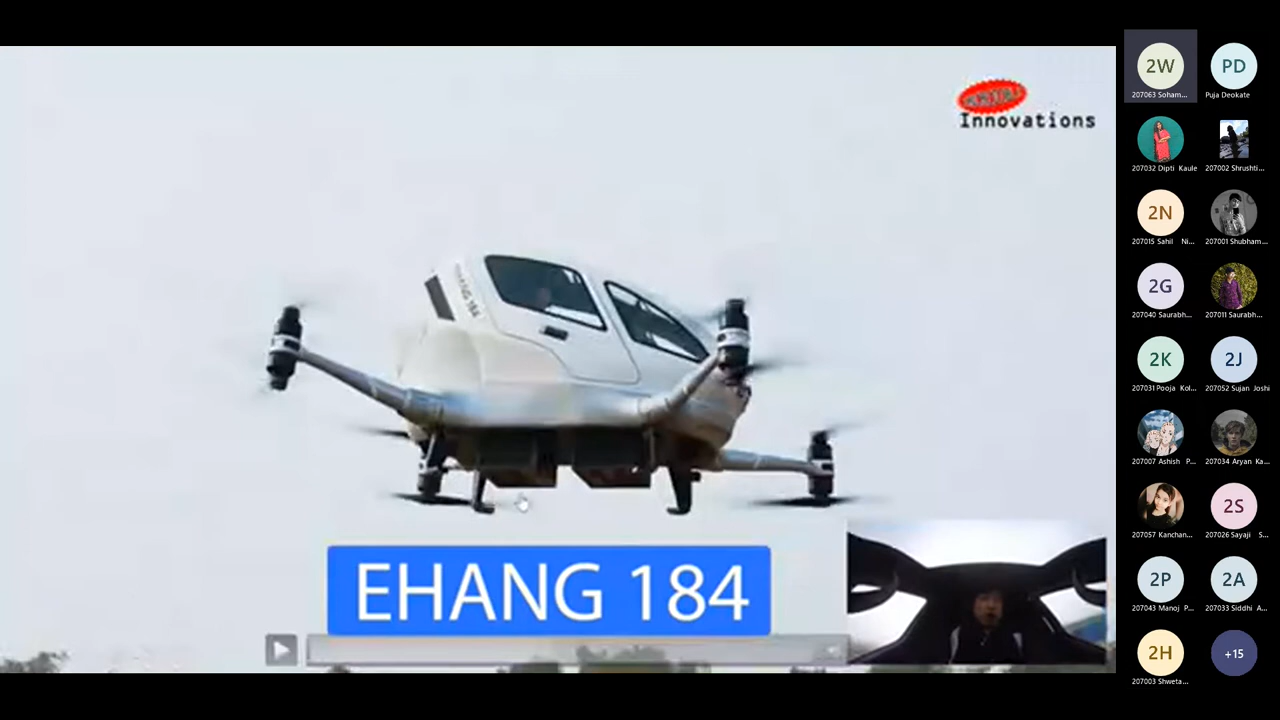 Innovations
EHANG 184
EHANG 184
2W
207063 Soham...
PD
Puja Deokate
207032 Dipti Kaule
207002 Shrushti...
2N
207015 Sahil Ni...
207001 Shubham...
2G
207040 Saurabh...
207011 Saurabh...
2K
207031 Pooja Kol...
2J
207052 Sujan Joshi
207007 Ashish P...
207034 Aryan Ka...
207057 Kanchan...
2S
207026 Sayaji S...
2P
207043 Manoj P...
2A
207033 Siddhi A...
2H
207003 Shweta...
+15